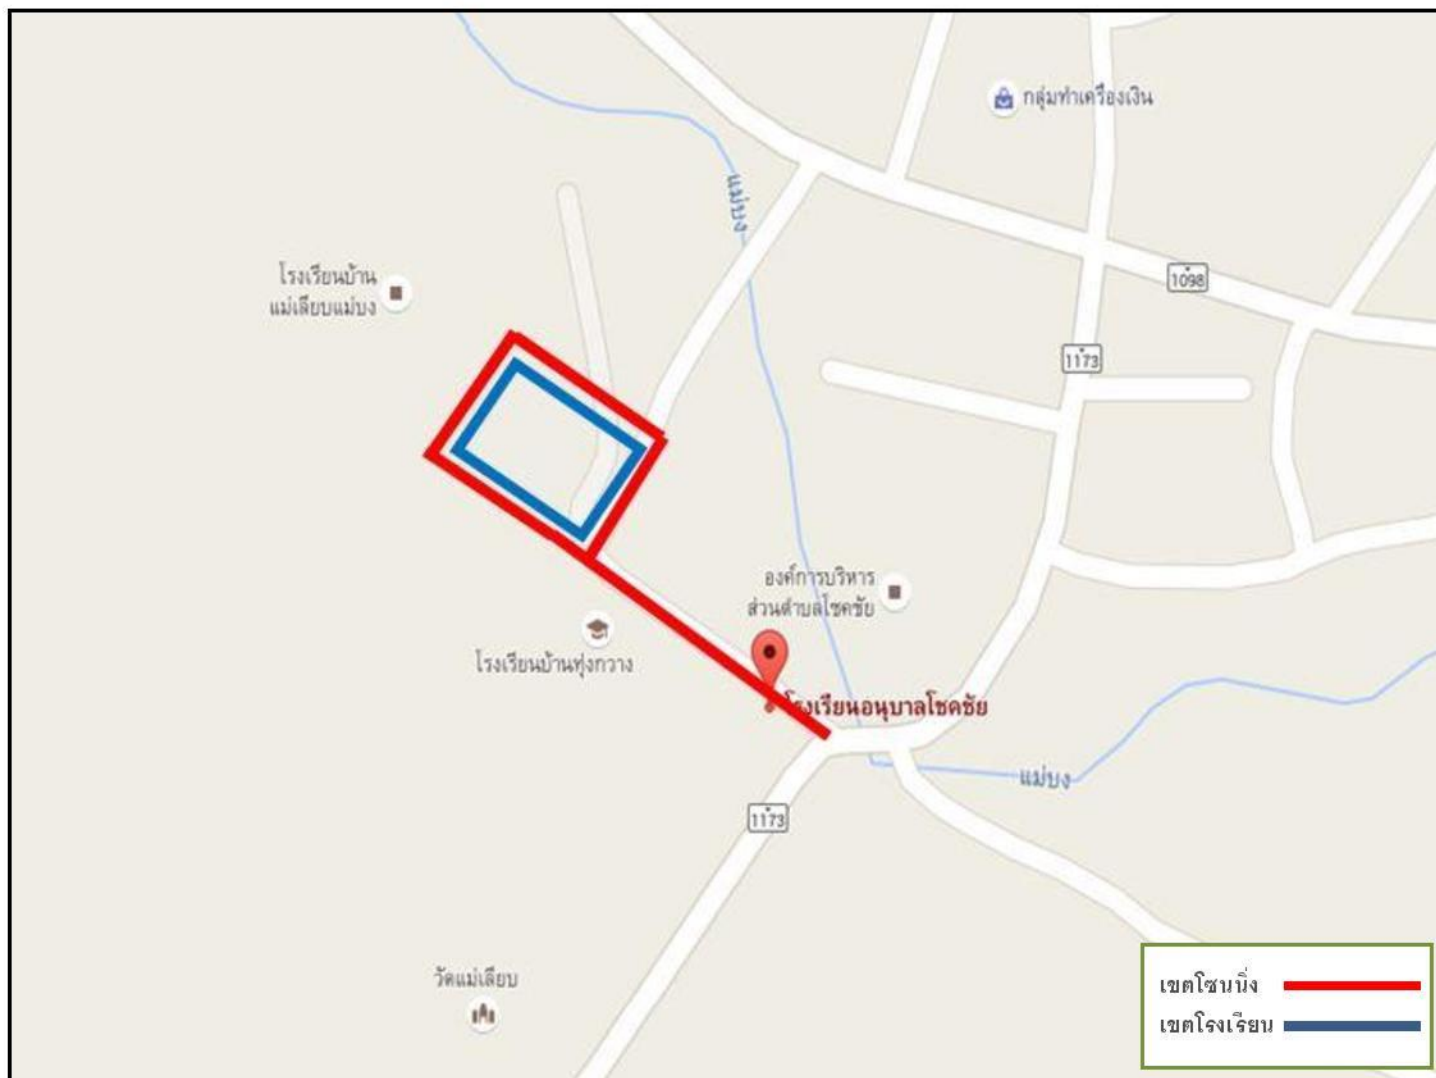 กลุ่มทำเครื่องเงิน
แม่บง
โรงเรียนบ้าน
แม่เลียบแม่บง
1098
1173
องค์การบริหาร
ส่วนตำบลโชคชัย
โรงเรียนบ้านทุ่งกวาง
โรงเรียนอนุบาลโชคชัย
แม่บง
1173
วัดแม่เลียบ
เขตโซนนิ่ง
เขตโรงเรียน